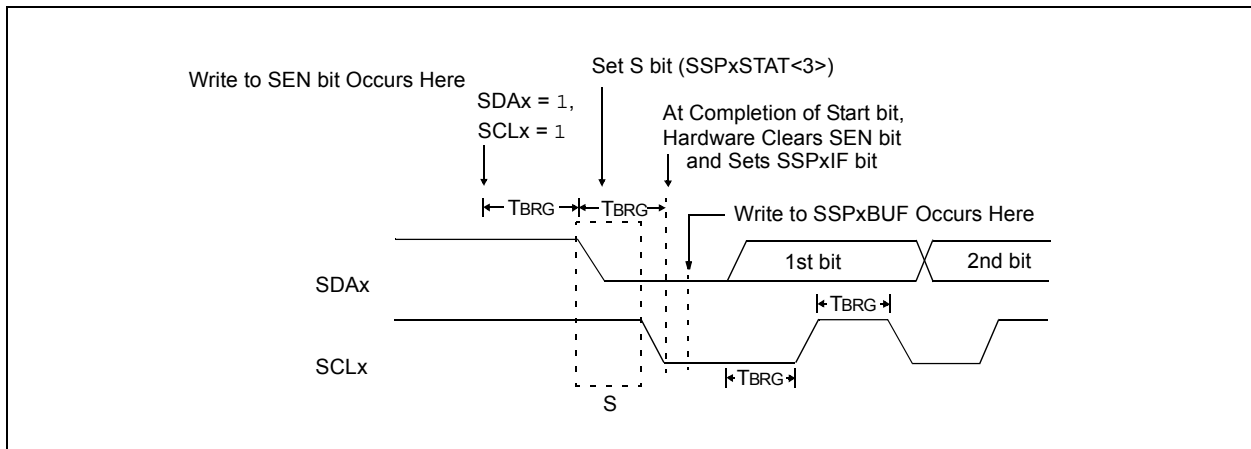 Set S bit (SSPxSTAT<3>)
Write to SEN bit Occurs Here
SDAx = 1,
SCLx = 1
At Completion of Start bit,
Hardware Clears SEN bit
and Sets SSPxIF bit
TBRG
TBRG
Write to SSPxBUF Occurs Here
1st bit
2nd bit
SDAx
TBRG
SCLx
TBRG
S